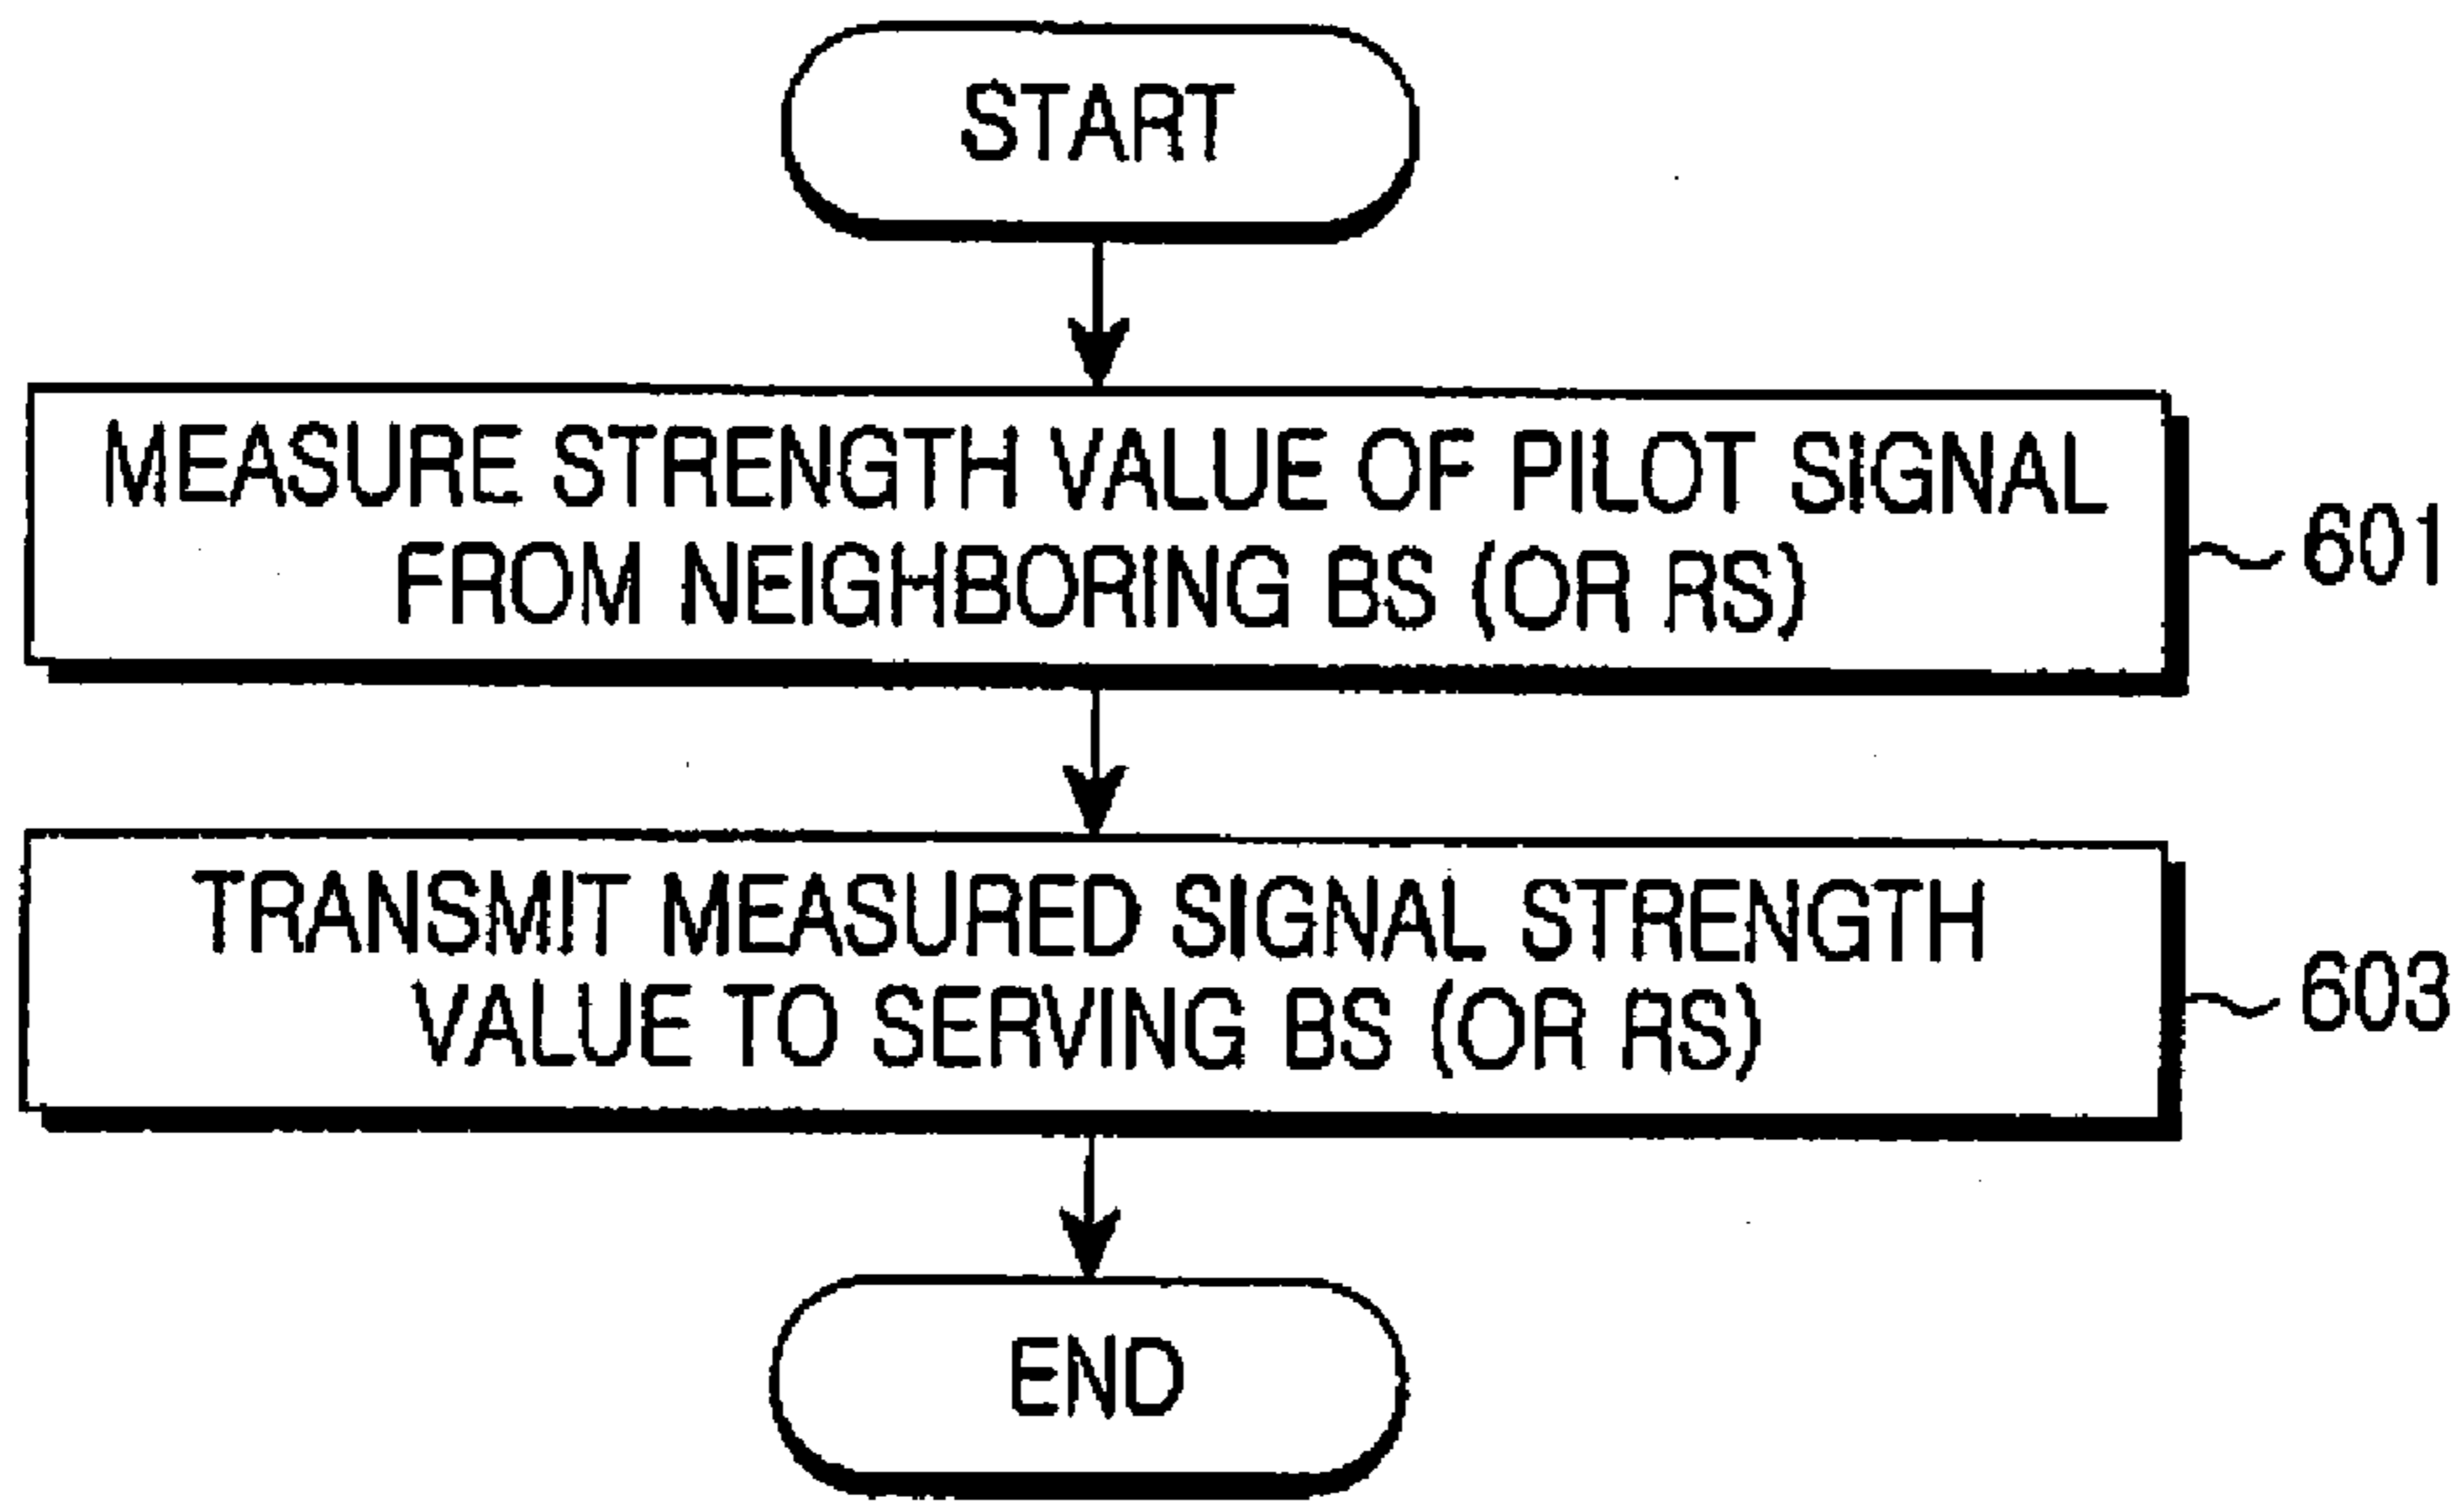 START
MEASURE STRENGTH VALUE OF PILOT SIGNAL
FROM NEIGHBORING BS (OR RS)
601
TRANSMIT MEASURED SIGNAL STRENGTH
VALUE TO SERVING BS (OR RS)
603
END